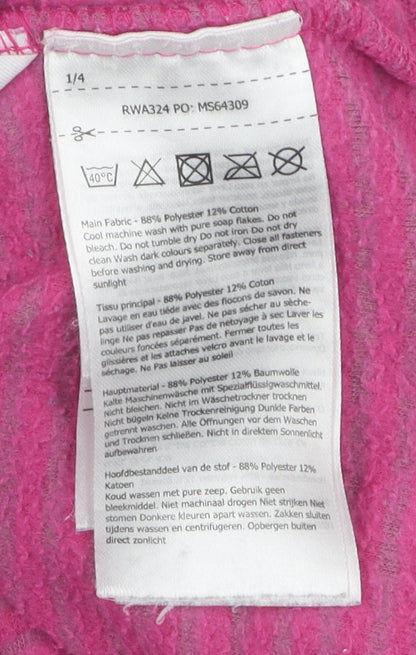 1/4
RWA324 PO: MS64309
40°C
Main Fabric - 88% Polyester 12% Cotton
Cool machine wash with pure soap flakes. Do not
bleach. Do not tumble dry Do not iron Do not dry
clean Wash dark colours separately. Close all fasteners
before washing and drying. Store away from direct
sunlight
Tissu principal - 88% Polyester 12% Coton
Lavage en eau tiède avec des flocons de savon. Ne
pas utiliser d'eau de javel. Ne pas sécher au sèche-
linge Ne pas repasser Pas de netoyage à sec Laver les
couleurs foncées séparément. Fermer toutes les
glissières et les attaches velcro avant le lavage et le
séchage. Ne Pas laisser au soleil
Hauptmaterial - 88% Polyester 12% Baumwolle
Kalte Maschinenwäsche mit Spezialflüssigwaschmittel.
Nicht bleichen. Nicht im Wäschetrockner trocknen
Nicht bügeln Keine Trockenreinigung Dunkle Farben
getrennt waschen. Alle Öffnungen vor dem Waschen
und Trocknen schließen. Nicht in direktem Sonnenlicht
aufbewahren
Hoofdbestanddeel van de stof - 88% Polyester 12%
Katoen
Koud wassen met pure zeep. Gebruik geen
bleekmiddel. Niet machinaal drogen Niet strijken Niet
stomen Donkere kleuren apart wassen. Zakken sluiten
tijdens wassen en centrifugeren. Opbergen buiten
direct zonlicht